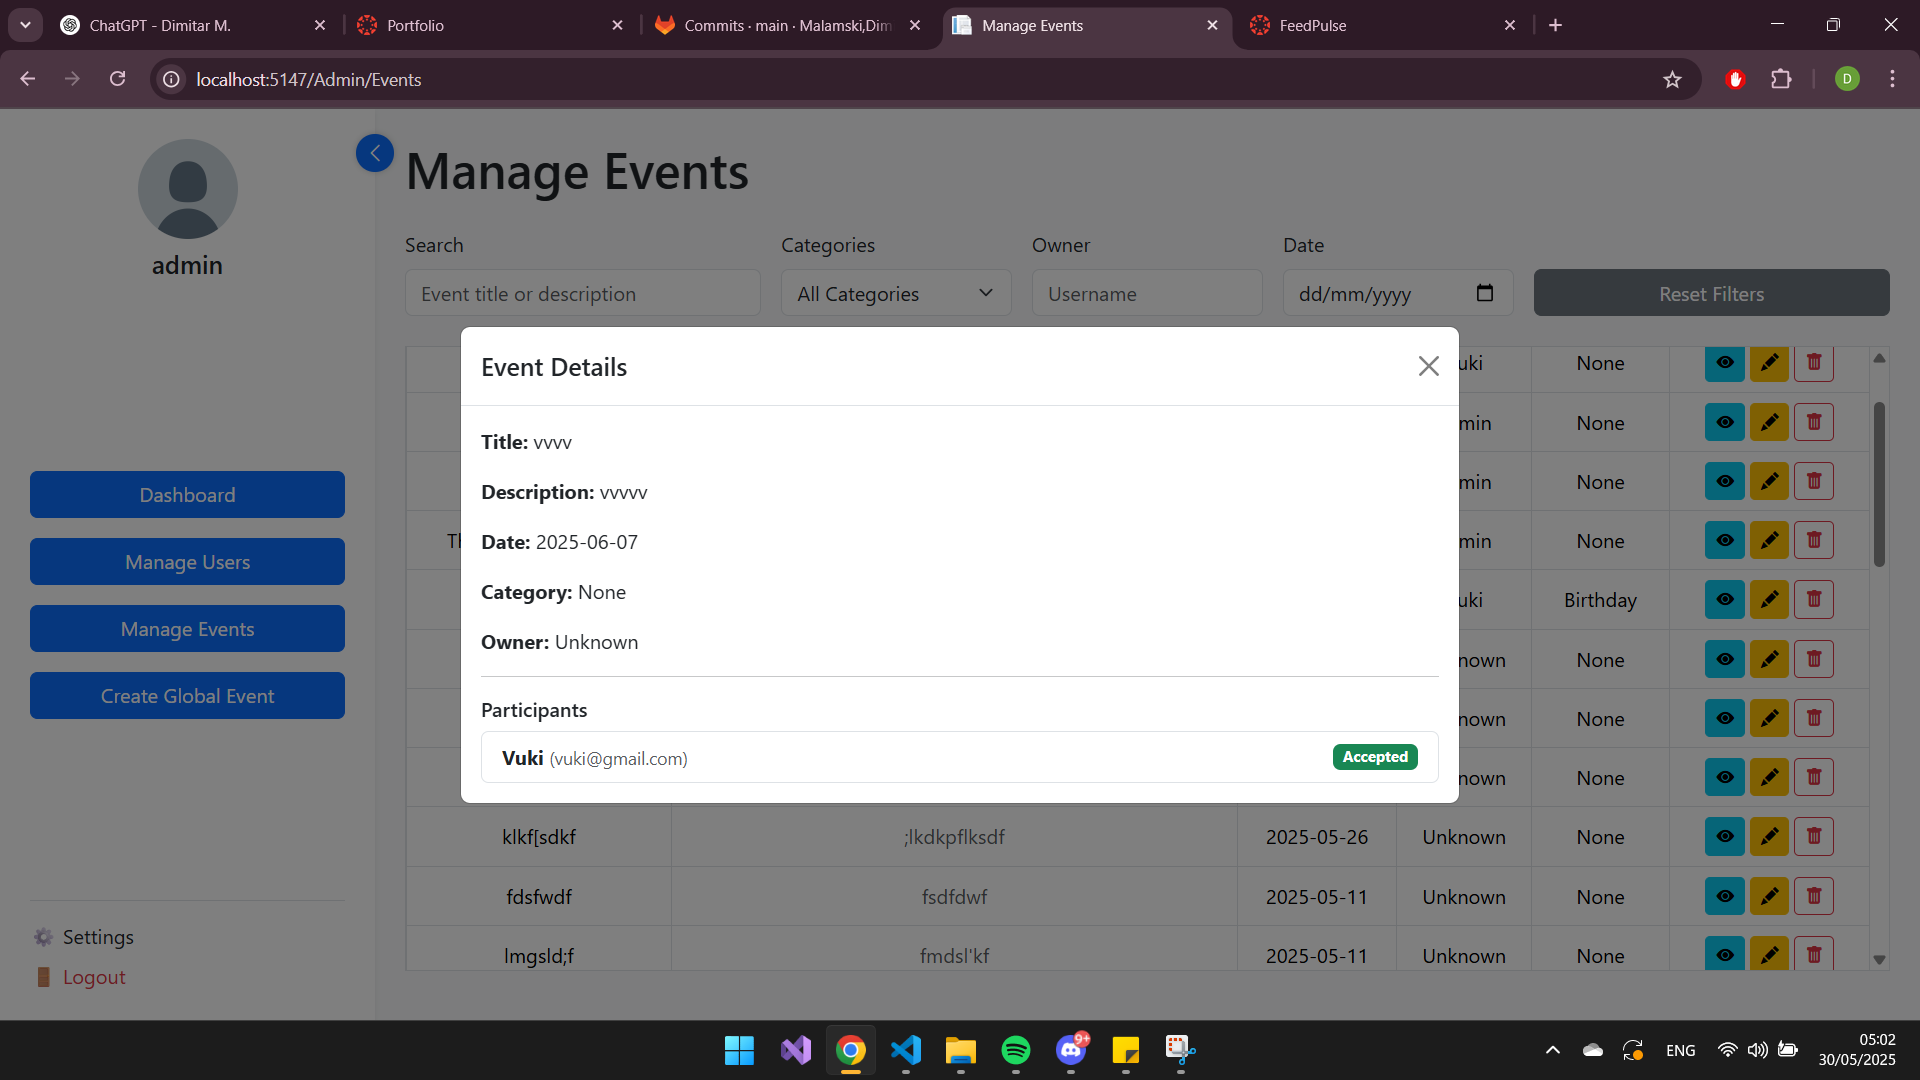 ChatGPT - Dimitar M.
Portfolio
Commits · main · Malamski,Dim
Manage Events
FeedPulse
localhost:5147/Admin/Events
D
admin
Dashboard
Manage Users
Manage Events
Create Global Event
Settings
Logout
Manage Events
Search
Categories
Owner
Date
Event title or description
All Categories
Username
dd/mm/yyyy
Reset Filters
uki None
min None
min None
Th min None
uki Birthday
nown None
nown None
nown None
klkf[sdkf ;lkdkpflksdf 2025-05-26 Unknown None
fdsfwdf fsdfdwf 2025-05-11 Unknown None
lmgsld;f fmdsl'kf 2025-05-11 Unknown None
Event Details
Title: vvvv
Description: vvvvv
Date: 2025-06-07
Category: None
Owner: Unknown
Participants
Vuki (vuki@gmail.com) Accepted
9+
ENG
05:02
30/05/2025